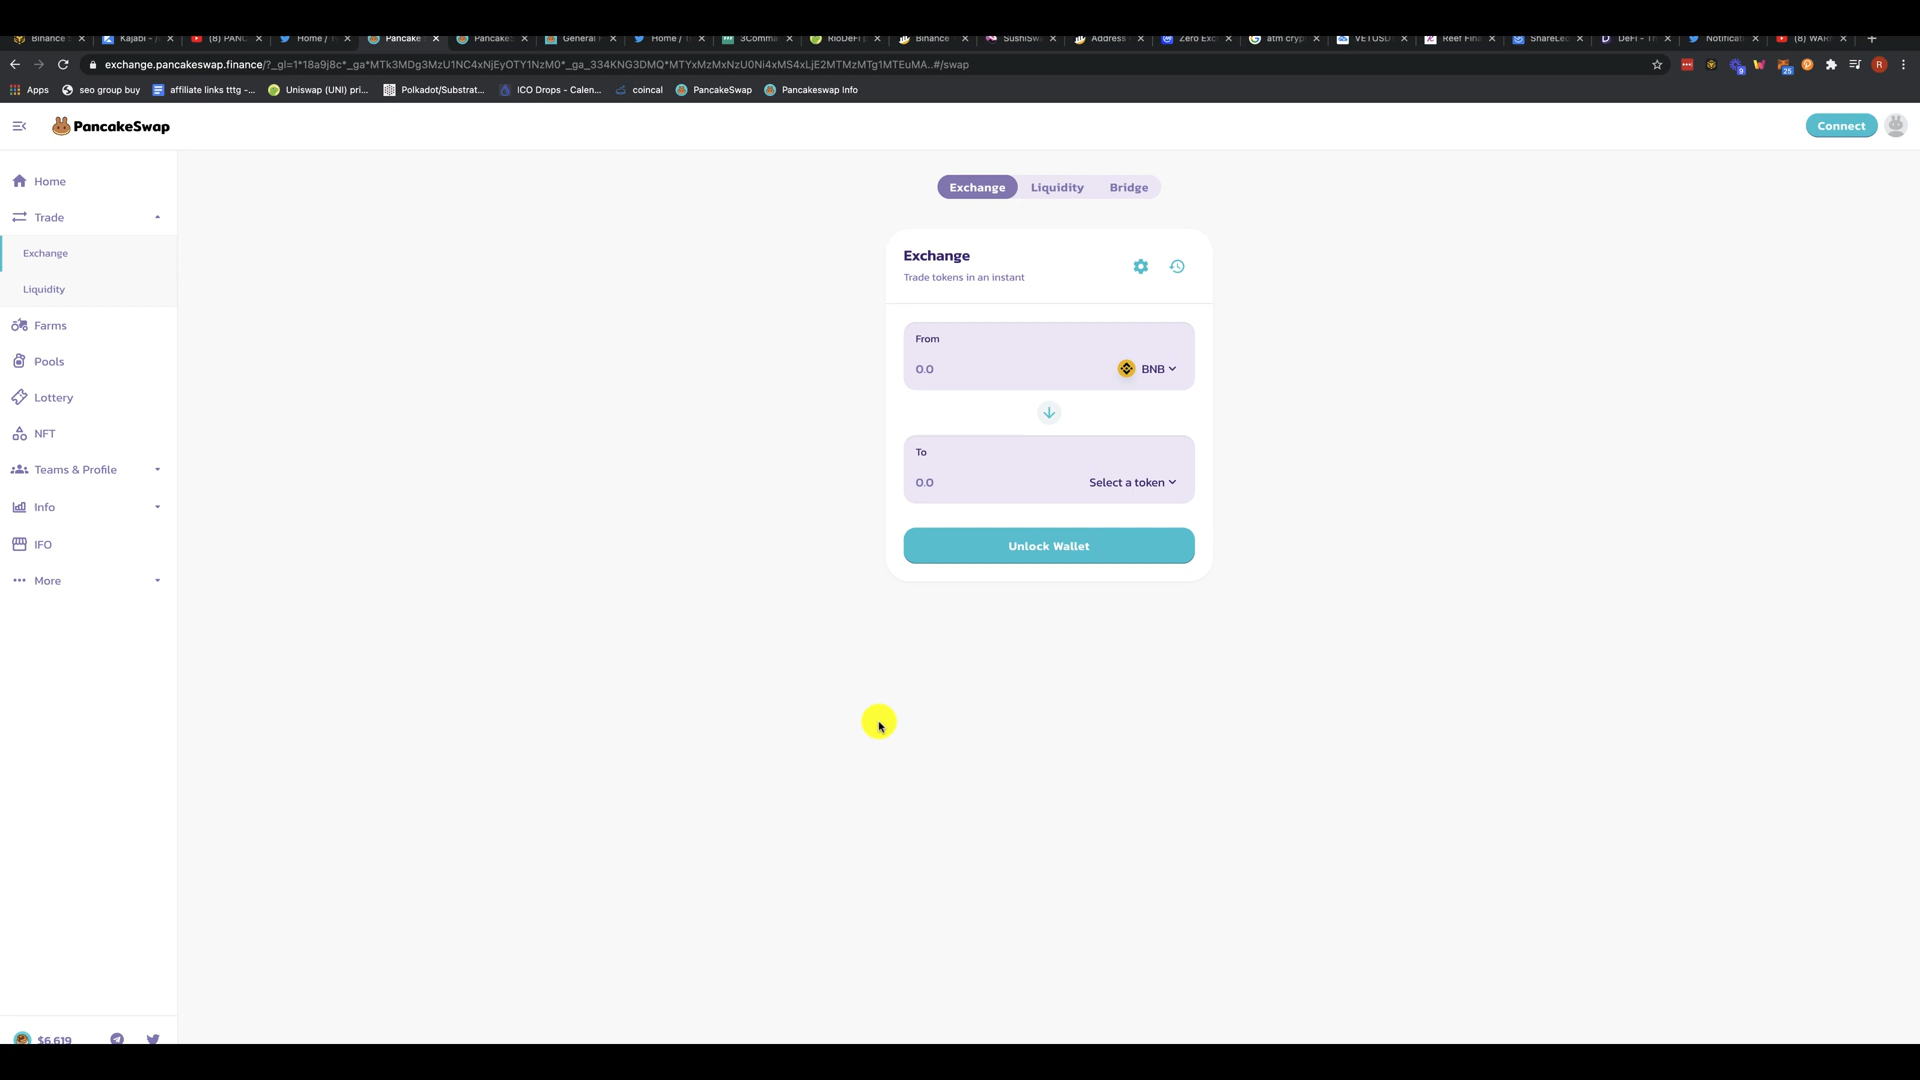 Binance
Kajabi -
(8) PANC
Home /
Pancake
Pancake
General
Home /
3Comma
RioDeFi
Binance
SushiSw
Address
Zero Exc
atm cryp
VETUSD
Reef Fina
ShareLe
DeFi - T
Notificat
(8) WAR
exchange.pancakeswap.finance/?_gl=1*18a9j8c*_ga*MTk3MDg3MzU1NC4xNjEyOTY1NzM0*_ga_334KNG3DMQ*MTYxMzMxNzU0Ni4xMS4xLjE2MTMzMTg1MTEuMA..#/swap
9
25
R
Apps
seo group buy
affiliate links tttg -...
Uniswap (UNI) pri...
Polkadot/Substrat...
ICO Drops - Calen...
coincal
PancakeSwap
Pancakeswap Info
PancakeSwap
Connect
Home
Trade
Exchange
Liquidity
Farms
Pools
Lottery
NFT
Teams & Profile
Info
IFO
More
$6.619
Exchange
Liquidity
Bridge
Exchange
Trade tokens in an instant
From
0.0
BNB
To
0.0
Select a token
Unlock Wallet